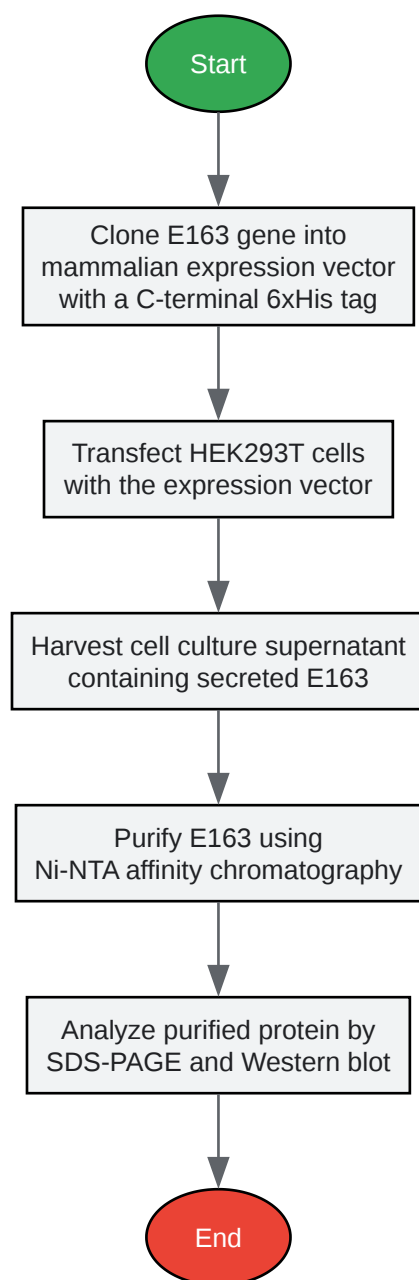 Start
Clone E163 gene into
mammalian expression vector
with a C-terminal 6xHis tag
Transfect HEK293T cells
with the expression vector
Harvest cell culture supernatant
containing secreted E163
Purify E163 using
Ni-NTA affinity chromatography
Analyze purified protein by
SDS-PAGE and Western blot
End